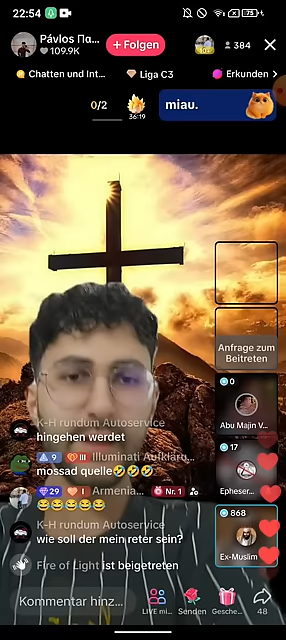 22:54
75
Pávlos Πα...
109.9K
+ Folgen
384
Chatten und Int...
Liga C3
Erkunden
0/2
36:19
miau.
Anfrage zum
Beitreten
0
Abu Majin V...
17
Epheser...
868
Ex-Muslim
K-H rundum Autoservice
hingehen werdet
9 III Illuminati Aufkläru...
mossad quelle🤣🤣🤣
29 I Armenia... Nr. 1
😂😂😂😂😂
K-H rundum Autoservice
wie soll der mein reter sein?
Fire of Light ist beigetreten
Kommentar hinz...
LIVE mi...
Senden
Gesche...
48